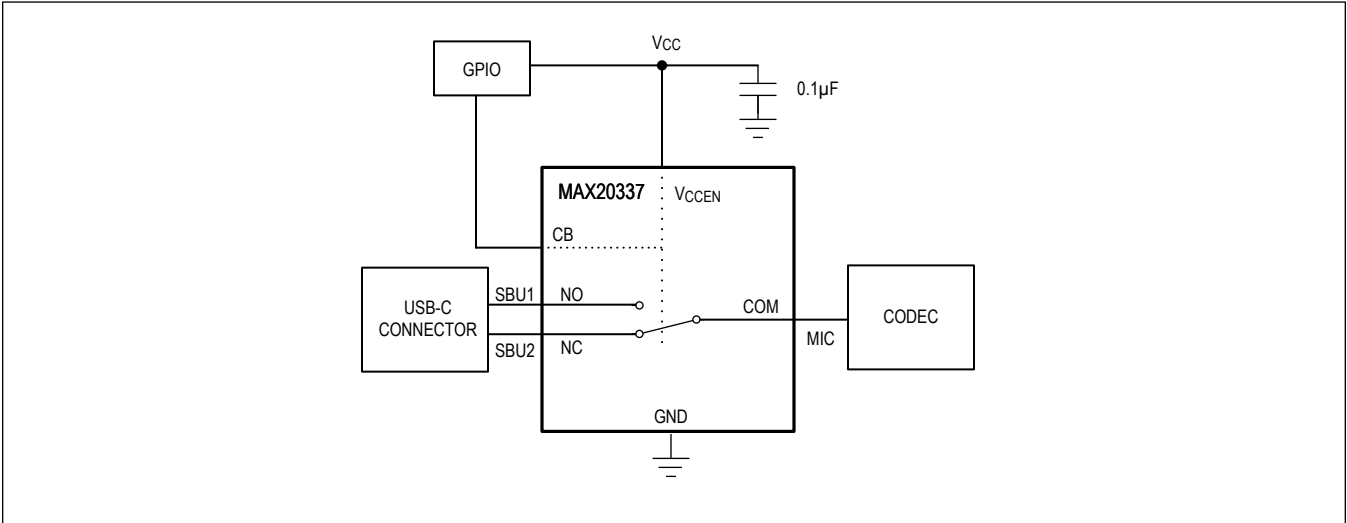 VCC
GPIO
0.1µF
MAX20337
VCCEN
CB
USB-C
CONNECTOR
SBU1
NO
SBU2
NC
COM
MIC
CODEC
GND